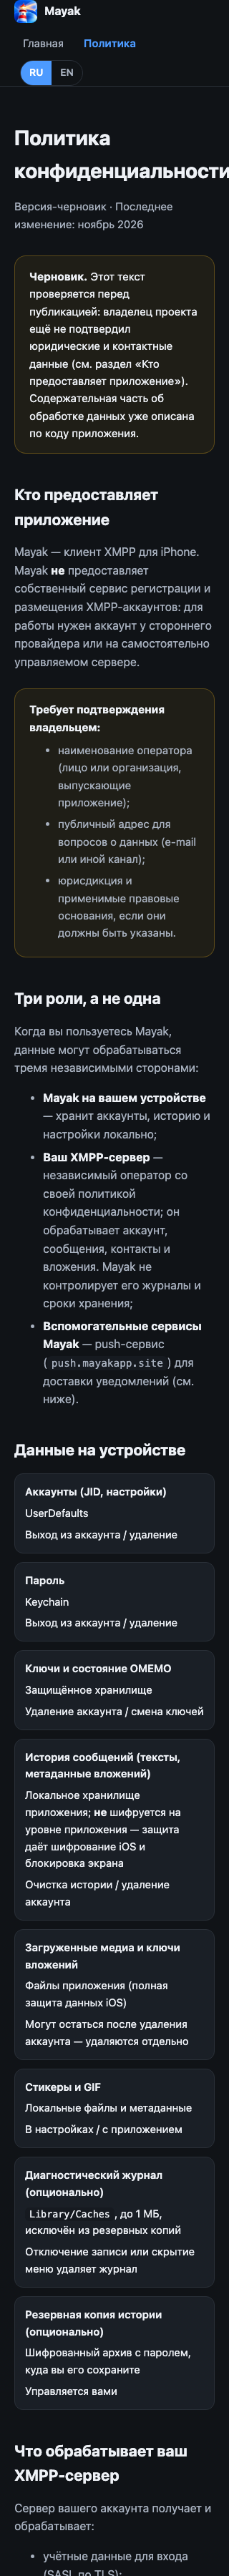 Mayak
Главная Политика
RU EN
Политика
конфиденциальности
Версия-черновик · Последнее
изменение: ноябрь 2026
Черновик. Этот текст
проверяется перед
публикацией: владелец проекта
ещё не подтвердил
юридические и контактные
данные (см. раздел «Кто
предоставляет приложение»).
Содержательная часть об
обработке данных уже описана
по коду приложения.
Кто предоставляет
приложение
Mayak — клиент XMPP для iPhone.
Mayak не предоставляет
собственный сервис регистрации и
размещения XMPP-аккаунтов: для
работы нужен аккаунт у стороннего
провайдера или на самостоятельно
управляемом сервере.
Требует подтверждения
владельцем:
• наименование оператора
(лицо или организация,
выпускающие
приложение);
• публичный адрес для
вопросов о данных (e-mail
или иной канал);
• юрисдикция и
применимые правовые
основания, если они
должны быть указаны.
Три роли, а не одна
Когда вы пользуетесь Mayak,
данные могут обрабатываться
тремя независимыми сторонами:
• Mayak на вашем устройстве
— хранит аккаунты, историю и
настройки локально;
• Ваш XMPP-сервер —
независимый оператор со
своей политикой
конфиденциальности; он
обрабатывает аккаунт,
сообщения, контакты и
вложения. Mayak не
контролирует его журналы и
сроки хранения;
• Вспомогательные сервисы
Mayak — push-сервис
( push.mayakapp.site ) для
доставки уведомлений (см.
ниже).
Данные на устройстве
Аккаунты (JID, настройки)
UserDefaults
Выход из аккаунта / удаление
Пароль
Keychain
Выход из аккаунта / удаление
Ключи и состояние OMEMO
Защищённое хранилище
Удаление аккаунта / смена ключей
История сообщений (тексты,
метаданные вложений)
Локальное хранилище
приложения; не шифруется на
уровне приложения — защита
даёт шифрование iOS и
блокировка экрана
Очистка истории / удаление
аккаунта
Загруженные медиа и ключи
вложений
Файлы приложения (полная
защита данных iOS)
Могут остаться после удаления
аккаунта — удаляются отдельно
Стикеры и GIF
Локальные файлы и метаданные
В настройках / с приложением
Диагностический журнал
(опционально)
Library/Caches , до 1 МБ,
исключён из резервных копий
Отключение записи или скрытие
меню удаляет журнал
Резервная копия истории
(опционально)
Шифрованный архив с паролем,
куда вы его сохраните
Управляется вами
Что обрабатывает ваш
XMPP-сервер
Сервер вашего аккаунта получает и
обрабатывает:
• учётные данные для входа
(SASL по TLS);